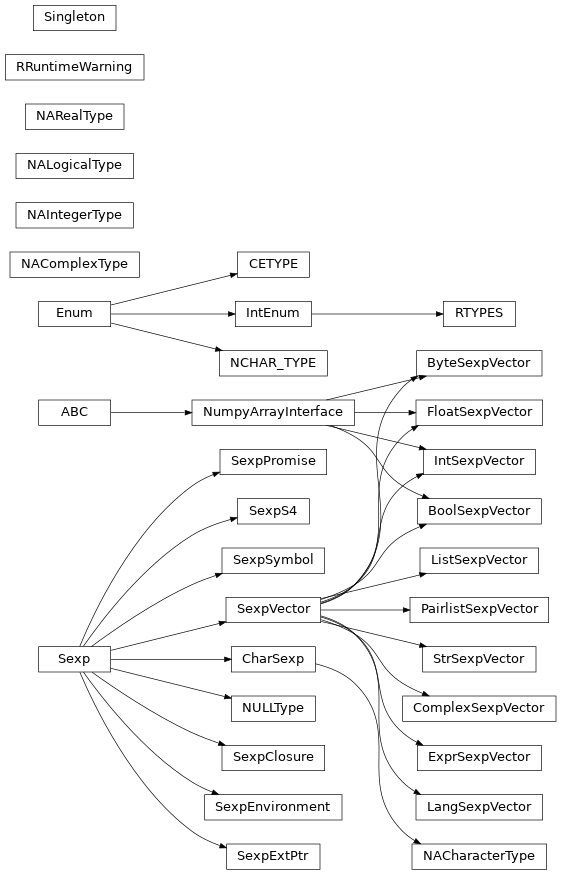 Singleton
RRuntimeWarning
NARealType
NALogicalType
NAIntegerType
NAComplexType
CETYPE
Enum
IntEnum
RTYPES
NCHAR_TYPE
ByteSexpVector
ABC
NumpyArrayInterface
FloatSexpVector
SexpPromise
IntSexpVector
SexpS4
BoolSexpVector
SexpSymbol
ListSexpVector
SexpVector
PairlistSexpVector
Sexp
CharSexp
StrSexpVector
NULLType
ComplexSexpVector
SexpClosure
ExprSexpVector
SexpEnvironment
LangSexpVector
SexpExtPtr
NACharacterType